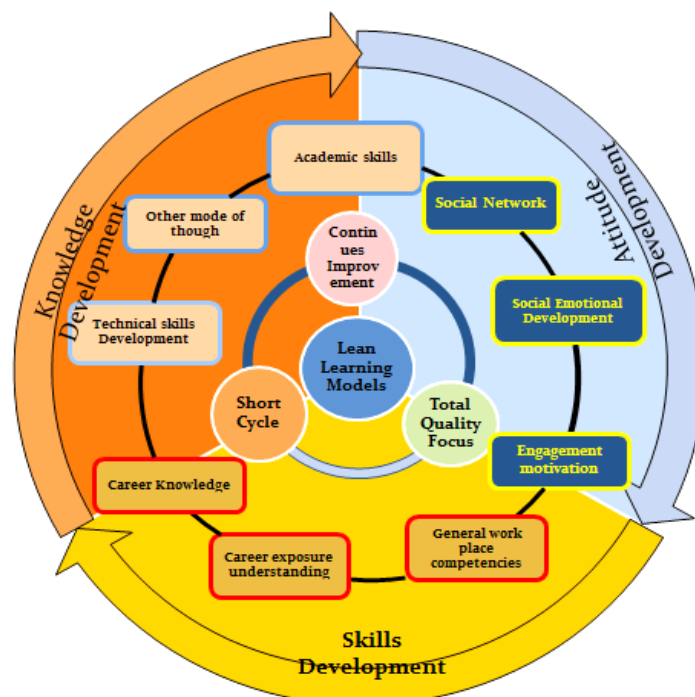 Academic skills
Other mode of
though
Technical skills
Development
Career Knowledge
Career exposure
understanding
General work
place
competencies
Engagement
motivation
Social Emotional
Development
Social Network
Contin
ues
Improv
ement
Short
Cycle
Total
Quality
Focus
Lean
Learning
Models
Knowledge
Development
Attitude
Development
Skills
Development